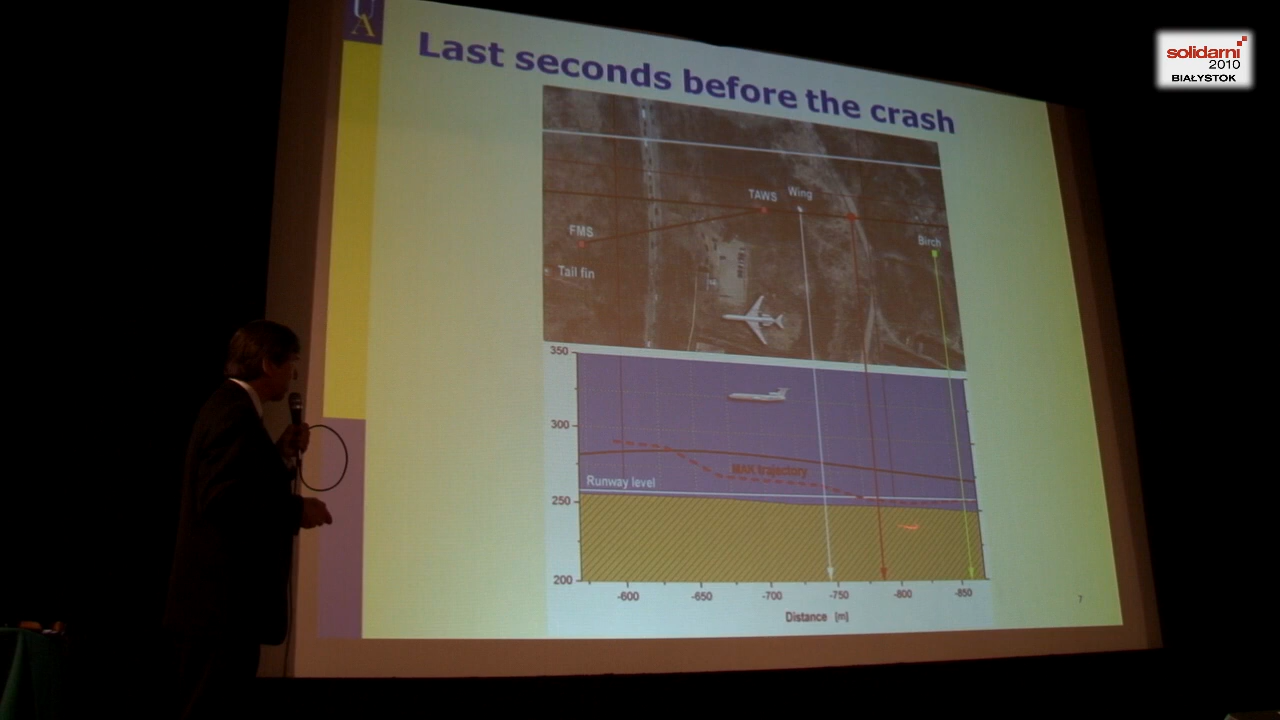 UA
solidarni
2010
BIAŁYSTOK
Last seconds before the crash
TAWS Wing
FMS
Birch
Tail fin
350
300
MAK trajectory
Runway level
250
200
-600 -650 -700 -750 -800 -850
Distance [m]
7